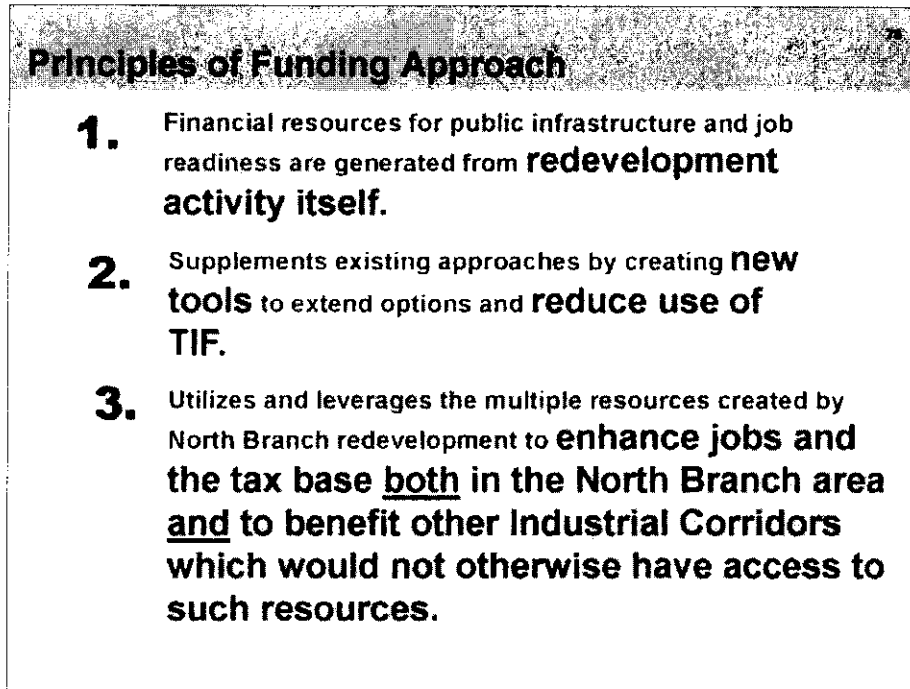 Principles of Funding Approach
1. Financial resources for public infrastructure and job
readiness are generated from redevelopment
activity itself.
2. Supplements existing approaches by creating new
tools to extend options and reduce use of
TIF.
3. Utilizes and leverages the multiple resources created by
North Branch redevelopment to enhance jobs and
the tax base both in the North Branch area
and to benefit other Industrial Corridors
which would not otherwise have access to
such resources.